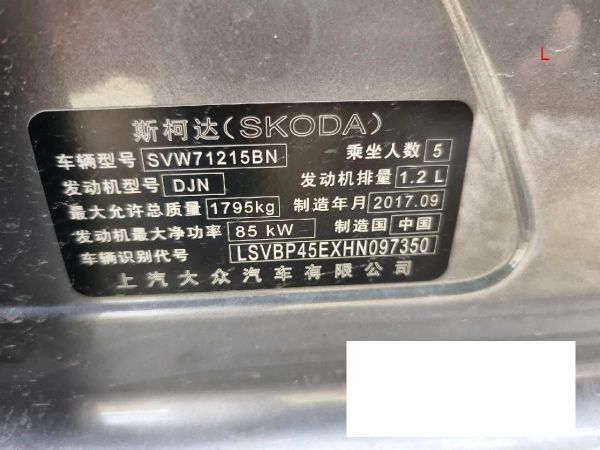 L
斯柯达(SKODA)
车辆型号 SVW71215BN 乘坐人数 5
发动机型号 DJN 发动机排量 1.2 L
最大允许总质量 1795kg 制造年月 2017.09
发动机最大净功率 85 kW 制造国 中国
车辆识别代号 LSVBP45EXHN097350
上汽大众汽车有限公司